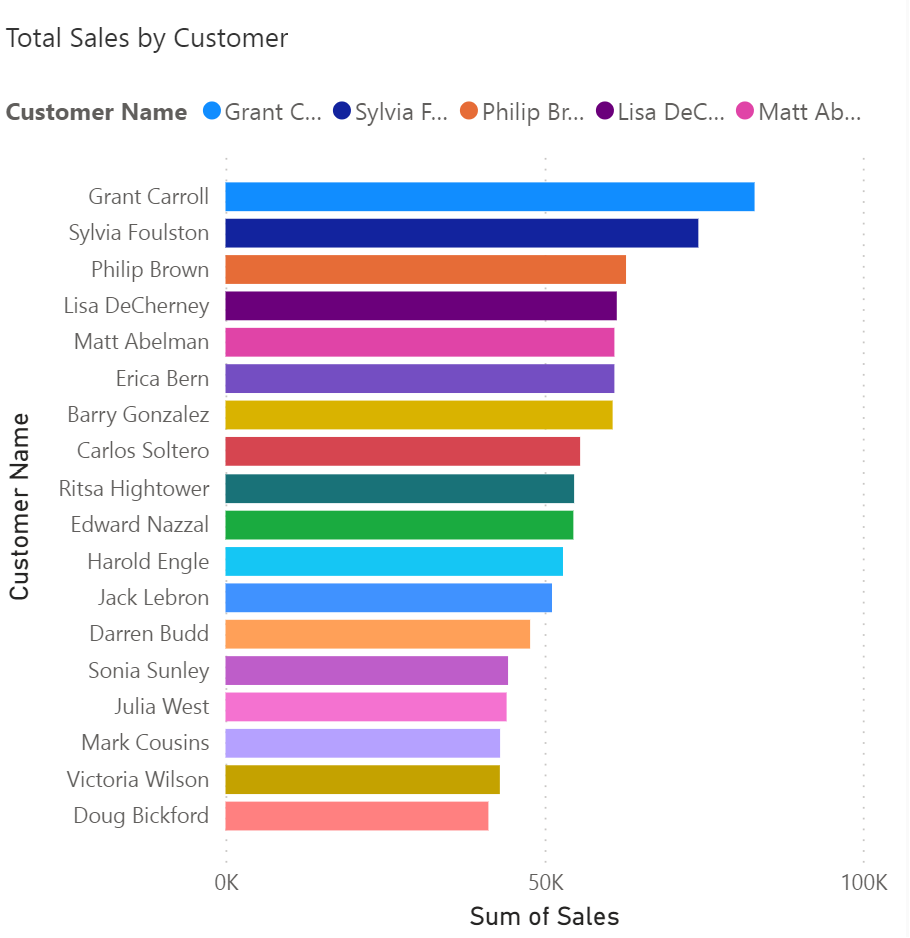 Total Sales by Customer
Customer Name Grant C... Sylvia F... Philip Br... Lisa DeC... Matt Ab...
Grant Carroll
Sylvia Foulston
Philip Brown
Lisa DeCherney
Matt Abelman
Erica Bern
Barry Gonzalez
Carlos Soltero
Ritsa Hightower
Edward Nazzal
Harold Engle
Jack Lebron
Darren Budd
Sonia Sunley
Julia West
Mark Cousins
Victoria Wilson
Doug Bickford
Customer Name
0K 50K 100K
Sum of Sales